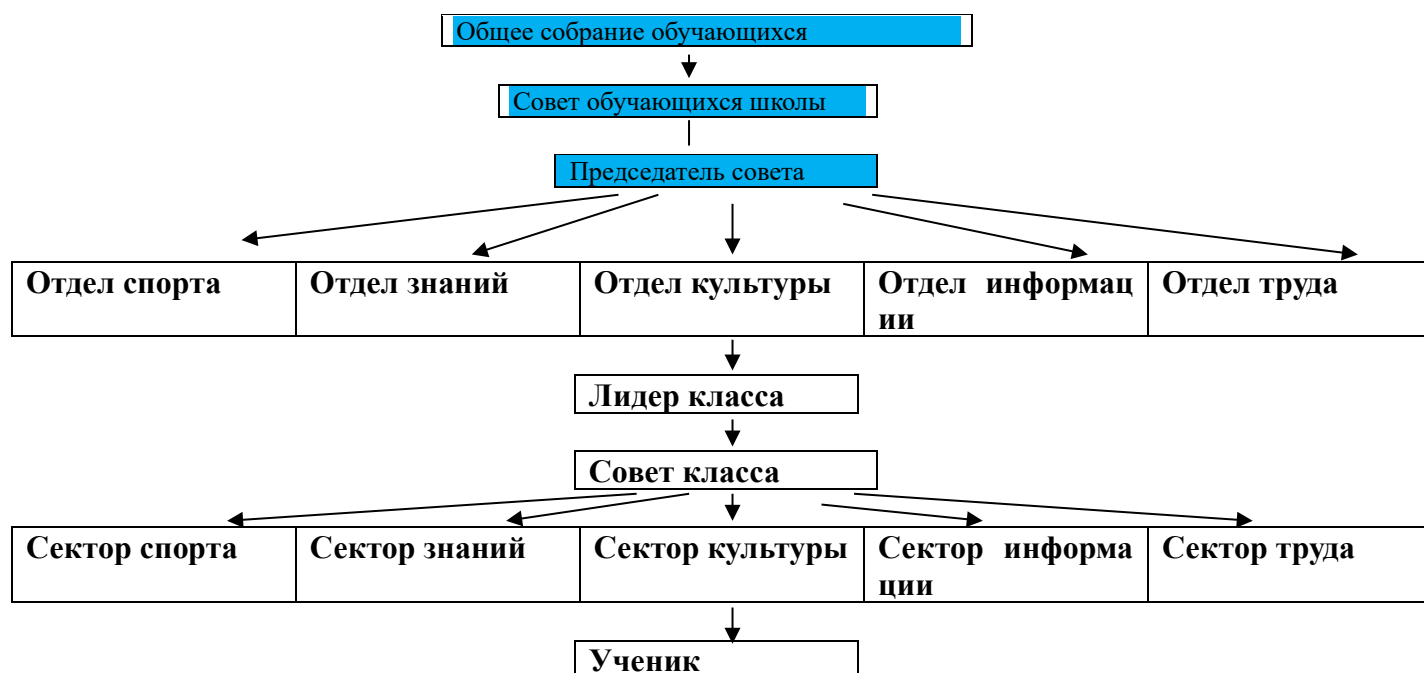 Общее собрание обучающихся
Совет обучающихся школы
Председатель совета
Отдел спорта
Отдел знаний
Отдел культуры
Отдел информац
ии
Отдел труда
Лидер класса
Совет класса
Сектор спорта
Сектор знаний
Сектор культуры
Сектор информа
ции
Сектор труда
Ученик